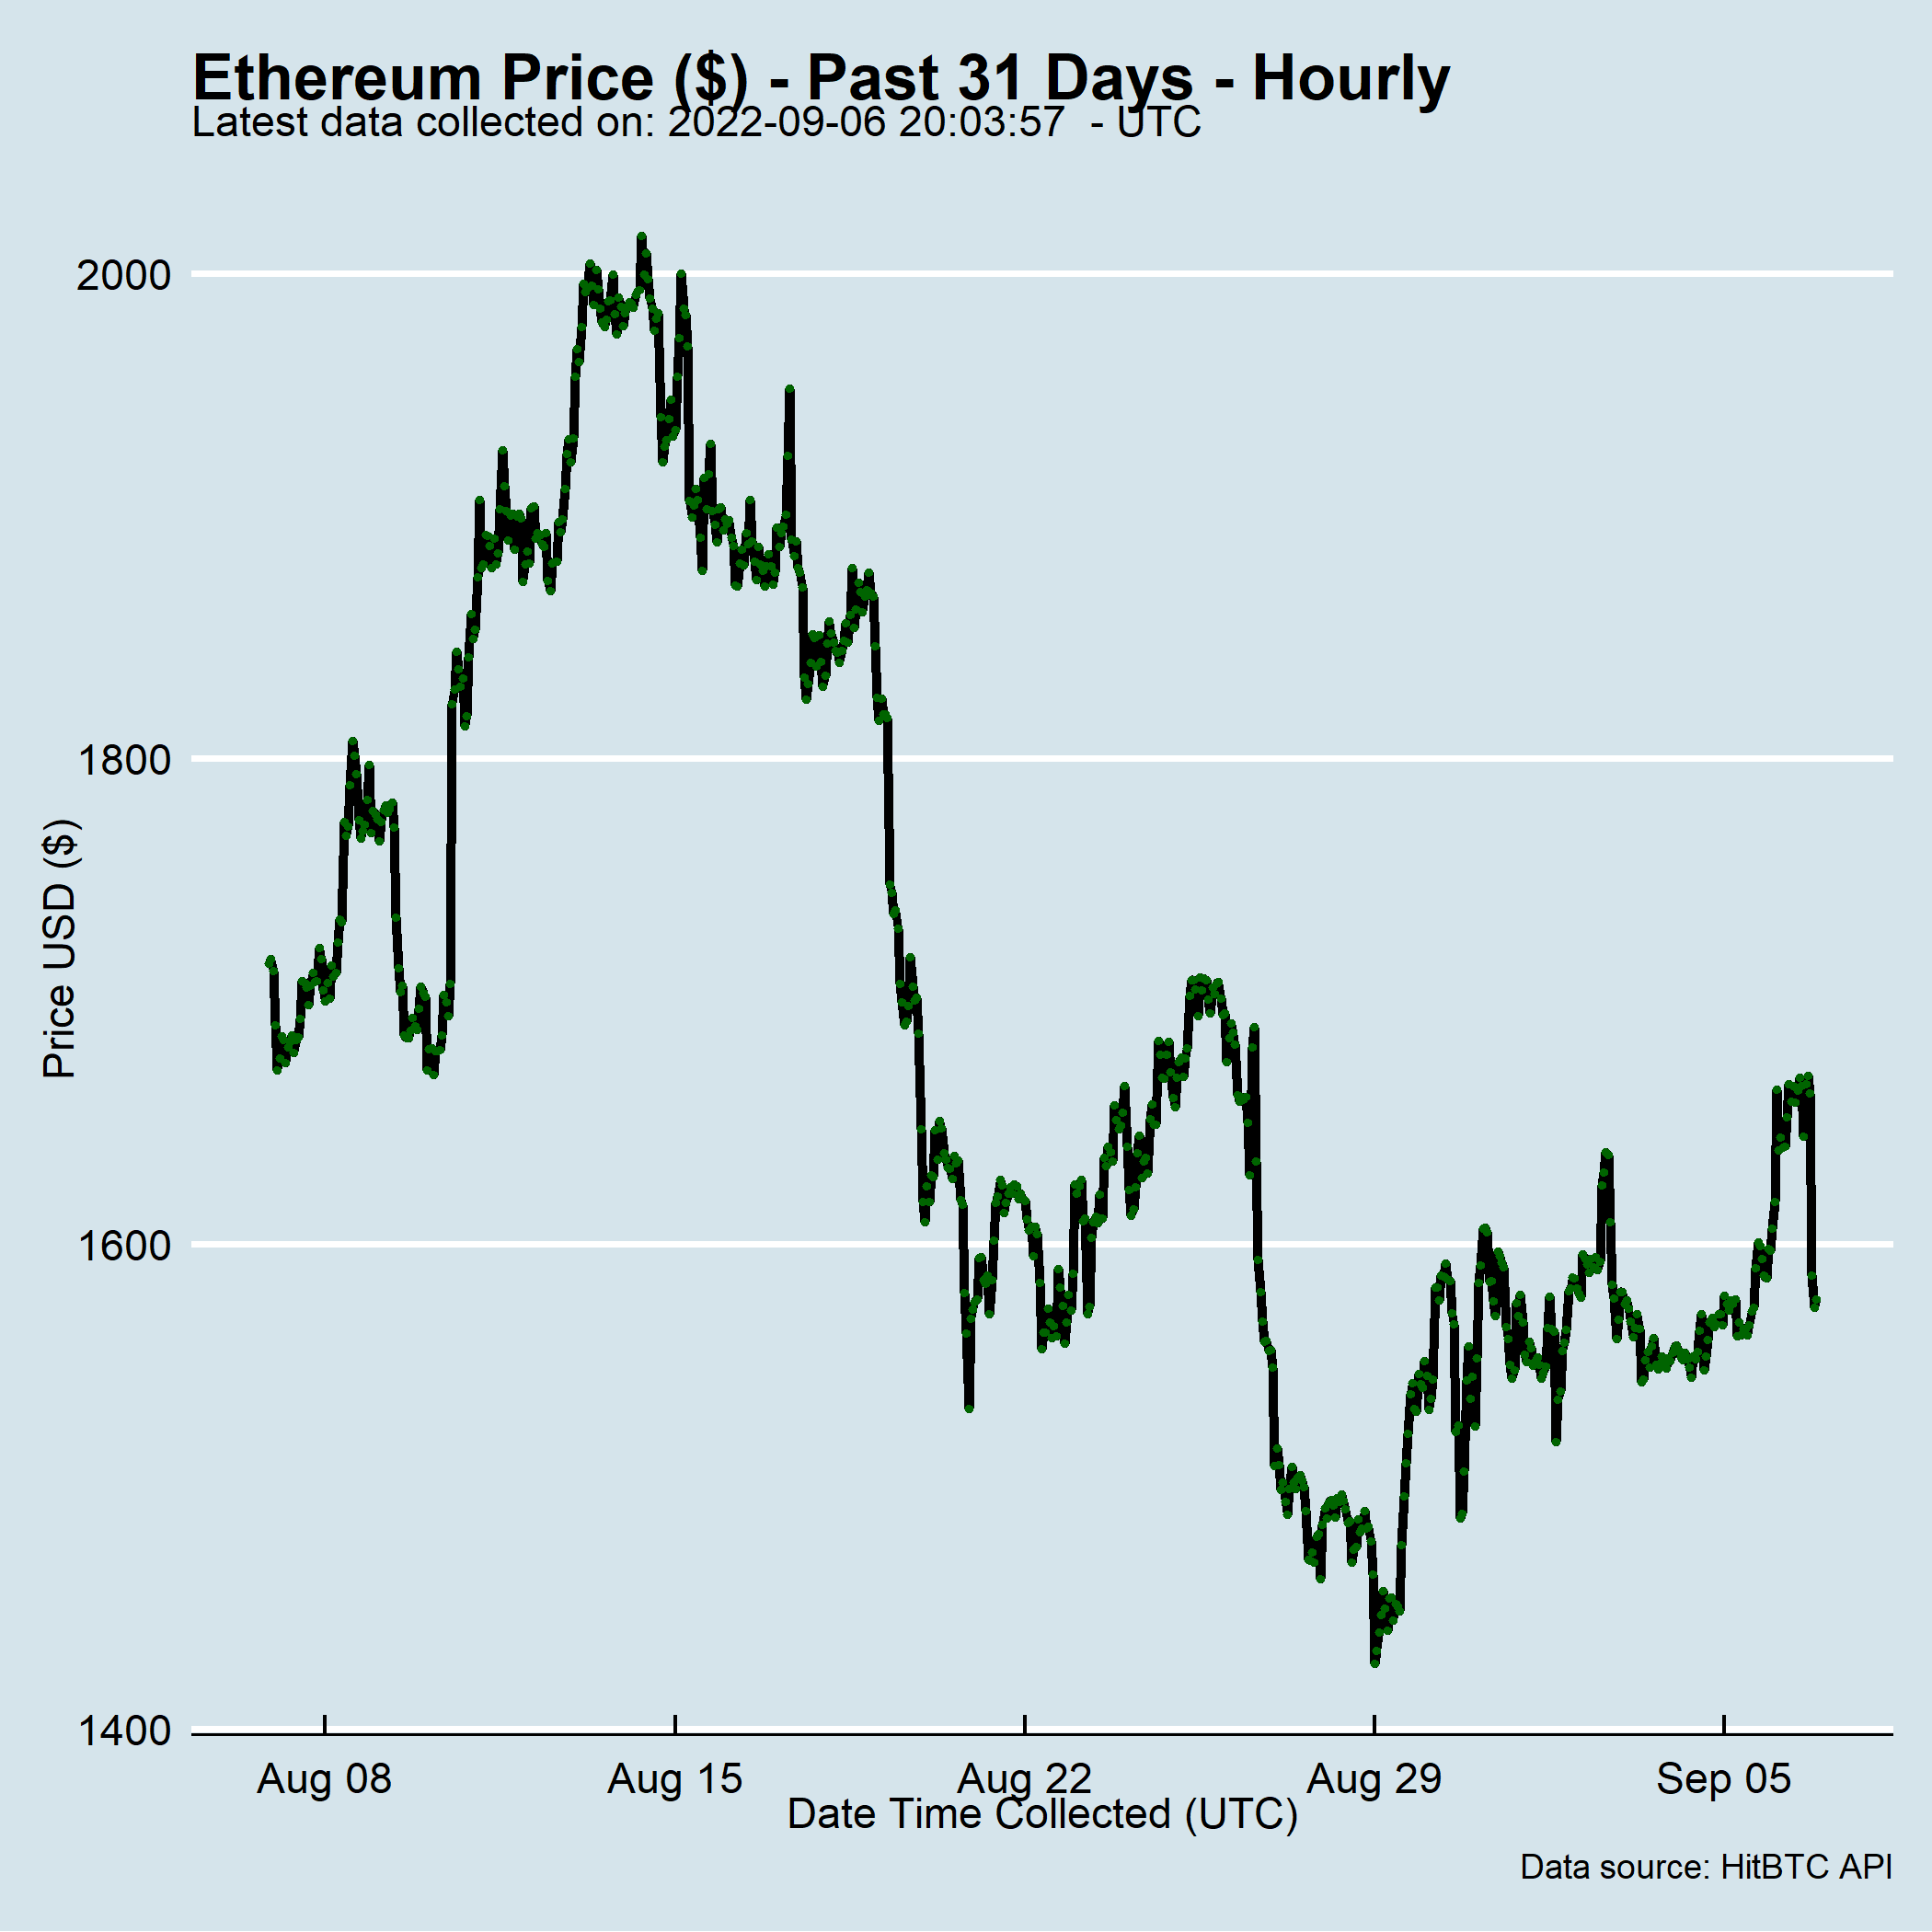 Ethereum Price ($) - Past 31 Days - Hourly
Latest data collected on: 2022-09-06 20:03:57  - UTC
2000
1800
1600
1400
Price USD ($)
Aug 08
Aug 15
Aug 22
Aug 29
Sep 05
Date Time Collected (UTC)
Data source: HitBTC API